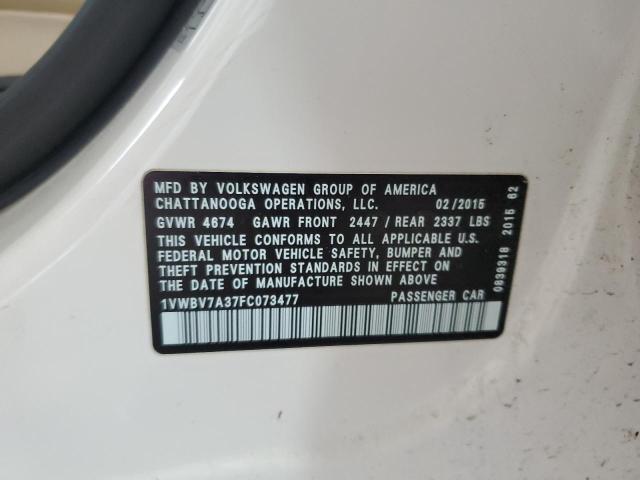 MFD BY VOLKSWAGEN GROUP OF AMERICA
CHATTANOOGA OPERATIONS, LLC. 02/2015
GVWR 4674 GAWR FRONT 2447 / REAR 2337 LBS
THIS VEHICLE CONFORMS TO ALL APPLICABLE U.S.
FEDERAL MOTOR VEHICLE SAFETY, BUMPER AND
THEFT PREVENTION STANDARDS IN EFFECT ON
THE DATE OF MANUFACTURE SHOWN ABOVE
1VWBV7A37FC073477 PASSENGER CAR
0839318 2015 62